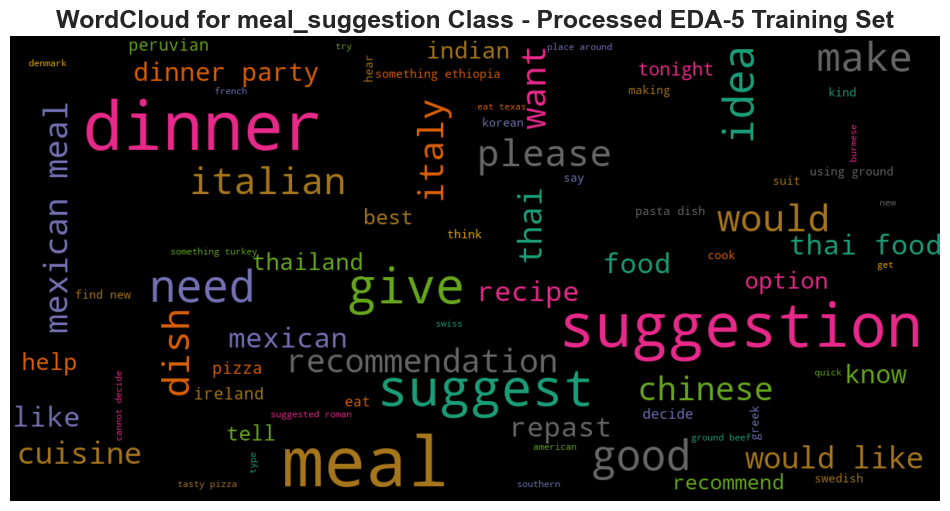 WordCloud for meal_suggestion Class - Processed EDA-5 Training Set
peruvian
try
indian
place around
make
denmark
dinner party
hear
something ethiopia
want
tonight
idea
french
making
kind
mexican meal
dinner
italy
eat texas
korean
please
burmese
italian
say
suit
using ground
best
thai
pasta dish
would
new
think
something turkey
thailand
food
cook
thai food
get
find new
need
give
recipe
option
dish
mexican
swiss
suggestion
help
pizza
recommendation
cannot decide
ireland
eat
suggest
chinese
quick
know
like
suggested roman
decide
greek
tell
repast
ground beef
cuisine
type
meal
american
good
would like
tasty pizza
southern
recommend
swedish